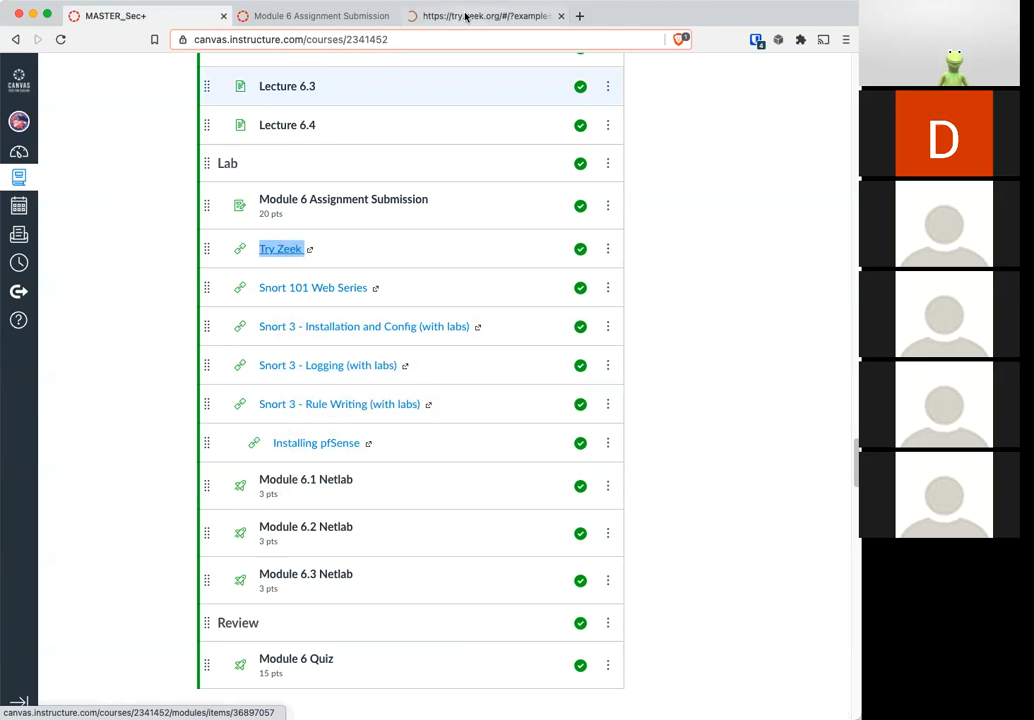 MASTER_Sec+
Module 6 Assignment Submission
https://try.zeek.org/#/?example
canvas.instructure.com/courses/2341452
1
4
CANVAS
Lecture 6.3
Lecture 6.4
Lab
Module 6 Assignment Submission
20 pts
Try Zeek
Snort 101 Web Series
Snort 3 - Installation and Config (with labs)
Snort 3 - Logging (with labs)
Snort 3 - Rule Writing (with labs)
Installing pfSense
Module 6.1 Netlab
3 pts
Module 6.2 Netlab
3 pts
Module 6.3 Netlab
3 pts
Review
Module 6 Quiz
15 pts
canvas.instructure.com/courses/2341452/modules/items/36897057
D